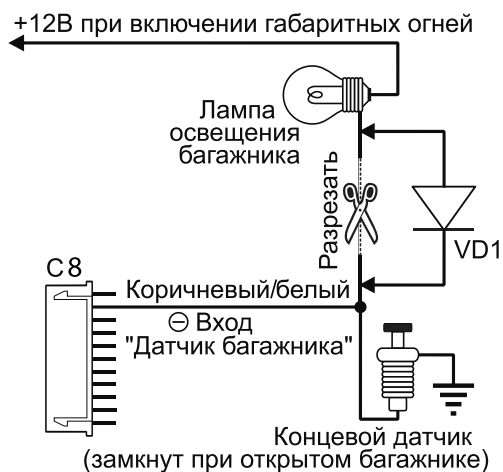 +12В при включении габаритных огней
Лампа
освещения
багажника
Разрезать
VD1
C8
Коричневый/белый
⊖ Вход
"Датчик багажника"
Концевой датчик
(замкнут при открытом багажнике)